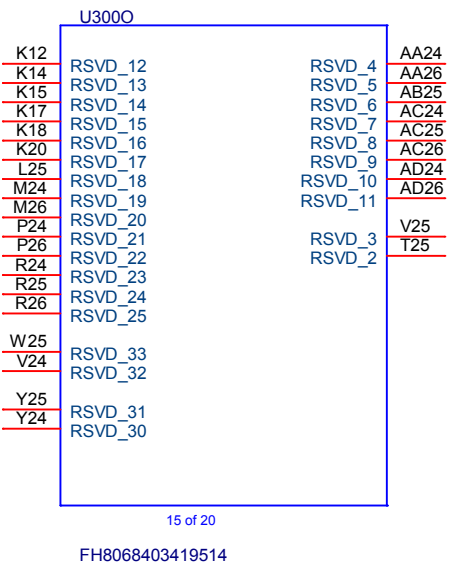 U300O
K12 RSVD_12 RSVD_4 AA24
K14 RSVD_13 RSVD_5 AA26
K15 RSVD_14 RSVD_6 AB25
K17 RSVD_15 RSVD_7 AC24
K18 RSVD_16 RSVD_8 AC25
K20 RSVD_17 RSVD_9 AC26
L25 RSVD_18 RSVD_10 AD24
M24 RSVD_19 RSVD_11 AD26
M26 RSVD_20
P24 RSVD_21 RSVD_3 V25
P26 RSVD_22 RSVD_2 T25
R24 RSVD_23
R25 RSVD_24
R26 RSVD_25
W25 RSVD_33
V24 RSVD_32
Y25 RSVD_31
Y24 RSVD_30
15 of 20
FH8068403419514